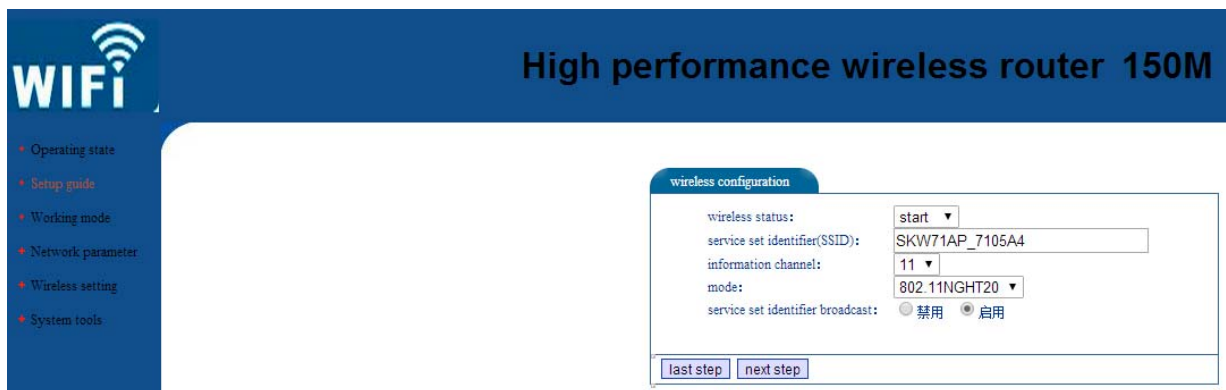 WIFI
High performance wireless router 150M
Operating state
Setup guide
Working mode
Network parameter
Wireless setting
System tools
wireless configuration
wireless status: start
service set identifier(SSID): SKW71AP_7105A4
information channel: 11
mode: 802.11NGHT20
service set identifier broadcast: 禁用 启用
last step next step